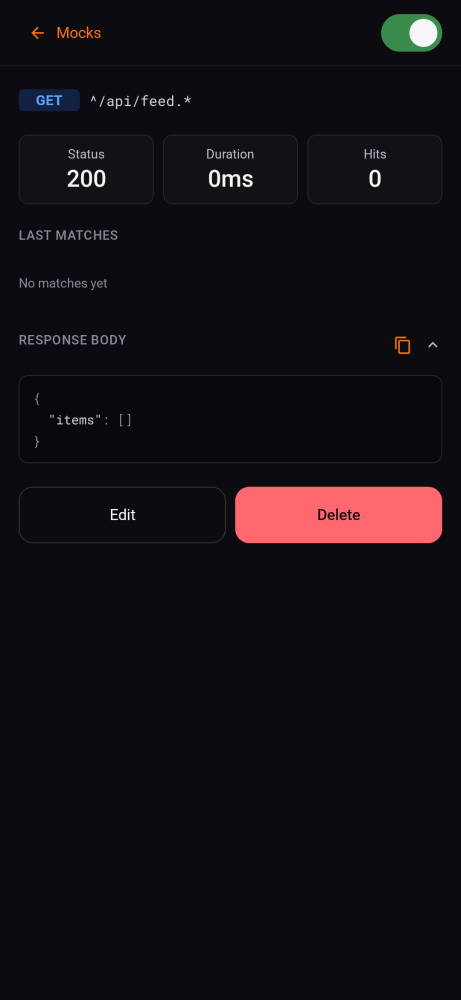 Mocks
GET ^/api/feed.*
Status Duration Hits
200 0ms 0
LAST MATCHES
No matches yet
RESPONSE BODY
{
  "items": []
}
Edit Delete